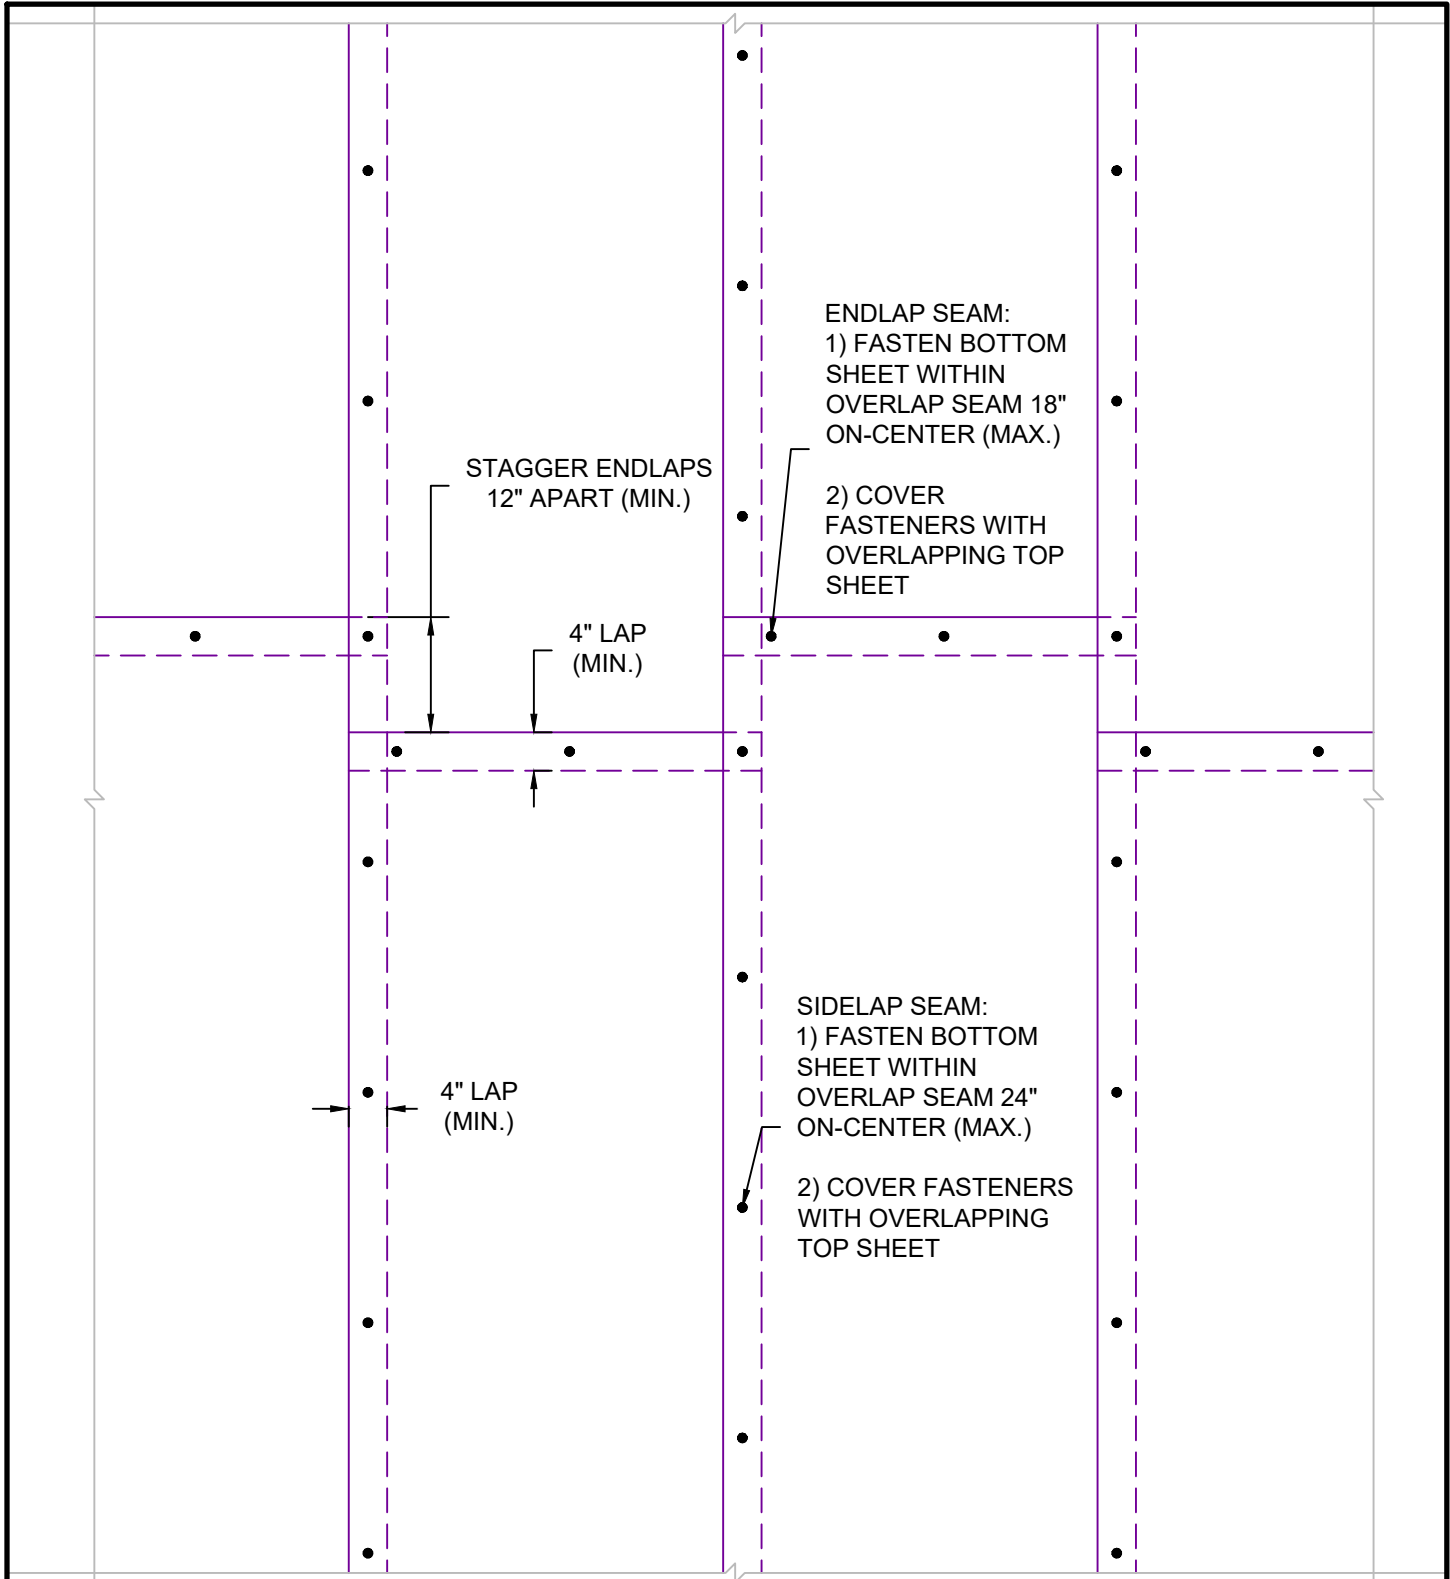 ENDLAP SEAM:
1) FASTEN BOTTOM
SHEET WITHIN
OVERLAP SEAM 18"
ON-CENTER (MAX.)
2) COVER
FASTENERS WITH
OVERLAPPING TOP
SHEET
STAGGER ENDLAPS
12" APART (MIN.)
4" LAP
(MIN.)
SIDELAP SEAM:
1) FASTEN BOTTOM
SHEET WITHIN
OVERLAP SEAM 24"
ON-CENTER (MAX.)
2) COVER FASTENERS
WITH OVERLAPPING
TOP SHEET
4" LAP
(MIN.)